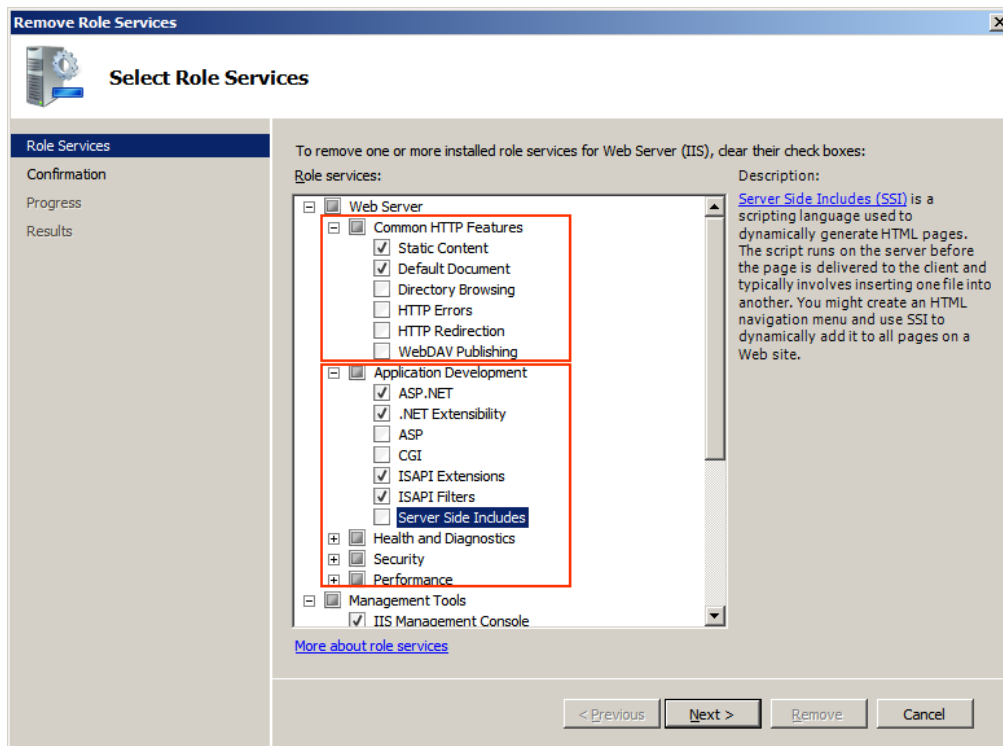 Remove Role Services
Select Role Services
Role Services
Confirmation
Progress
Results
To remove one or more installed role services for Web Server (IIS), clear their check boxes:
Role services:
Web Server
Common HTTP Features
Static Content
Default Document
Directory Browsing
HTTP Errors
HTTP Redirection
WebDAV Publishing
Application Development
ASP.NET
.NET Extensibility
ASP
CGI
ISAPI Extensions
ISAPI Filters
Server Side Includes
Health and Diagnostics
Security
Performance
Management Tools
IIS Management Console
More about role services
Description:
Server Side Includes (SSI) is a
scripting language used to
dynamically generate HTML pages.
The script runs on the server before
the page is delivered to the client and
typically involves inserting one file into
another. You might create an HTML
navigation menu and use SSI to
dynamically add it to all pages on a
Web site.
< Previous
Next >
Remove
Cancel